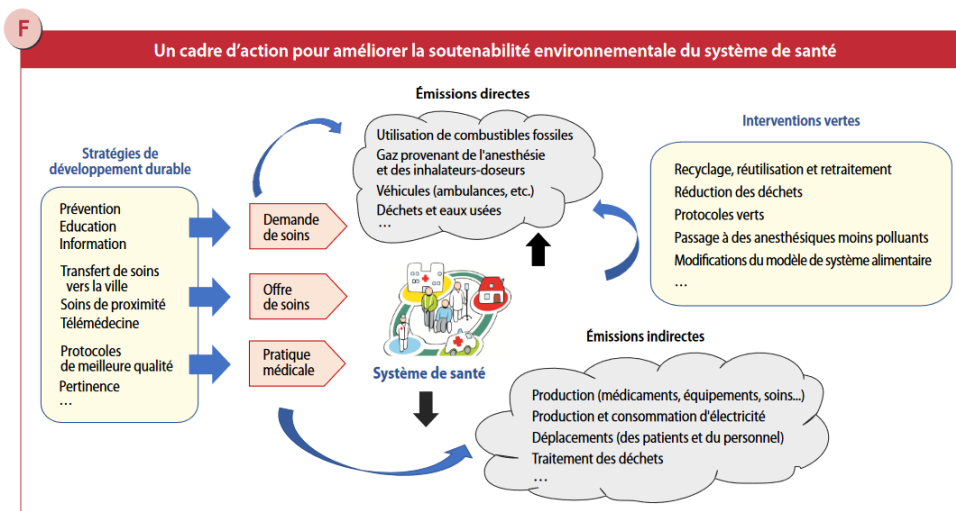 F
Un cadre d'action pour améliorer la soutenabilité environnementale du système de santé
Stratégies de
développement durable
Prévention
Education
Information
Transfert de soins
vers la ville
Soins de proximité
Télémédecine
Protocoles
de meilleure qualité
Pertinence
...
Demande
de soins
Offre
de soins
Pratique
médicale
Émissions directes
Utilisation de combustibles fossiles
Gaz provenant de l'anesthésie
et des inhalateurs-doseurs
Véhicules (ambulances, etc.)
Déchets et eaux usées
...
Système de santé
Interventions vertes
Recyclage, réutilisation et retraitement
Réduction des déchets
Protocoles verts
Passage à des anesthésiques moins polluants
Modifications du modèle de système alimentaire
...
Émissions indirectes
Production (médicaments, équipements, soins...)
Production et consommation d'électricité
Déplacements (des patients et du personnel)
Traitement des déchets
...